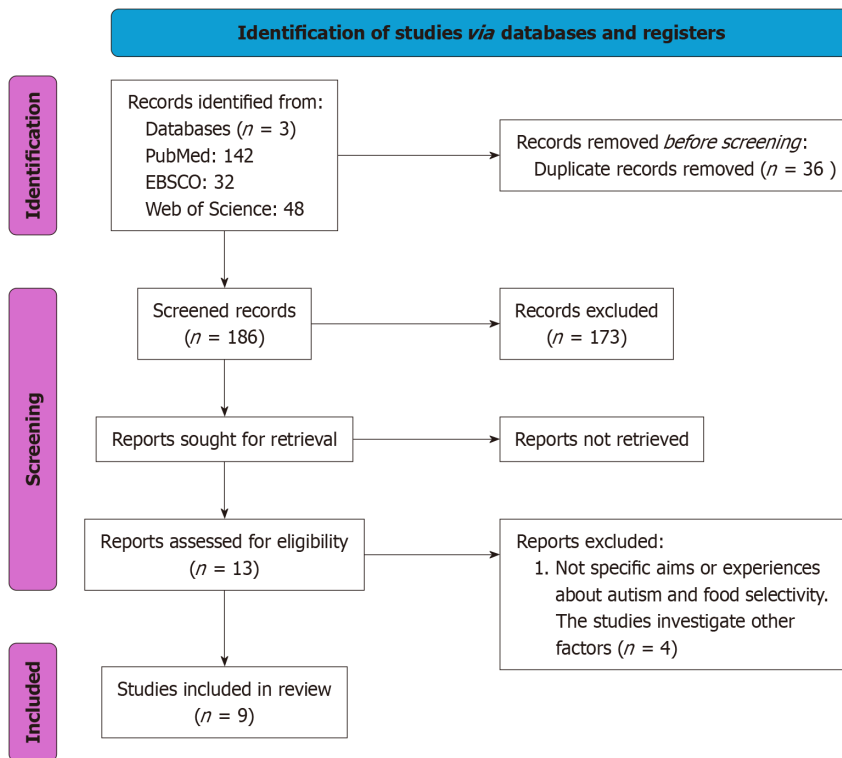 Identification of studies via databases and registers
Identification
Records identified from:
Databases (n = 3)
PubMed: 142
EBSCO: 32
Web of Science: 48
Records removed before screening:
Duplicate records removed (n = 36 )
Screening
Screened records
(n = 186)
Records excluded
(n = 173)
Reports sought for retrieval
Reports not retrieved
Reports assessed for eligibility
(n = 13)
Reports excluded:
1. Not specific aims or experiences
about autism and food selectivity.
The studies investigate other
factors (n = 4)
Included
Studies included in review
(n = 9)